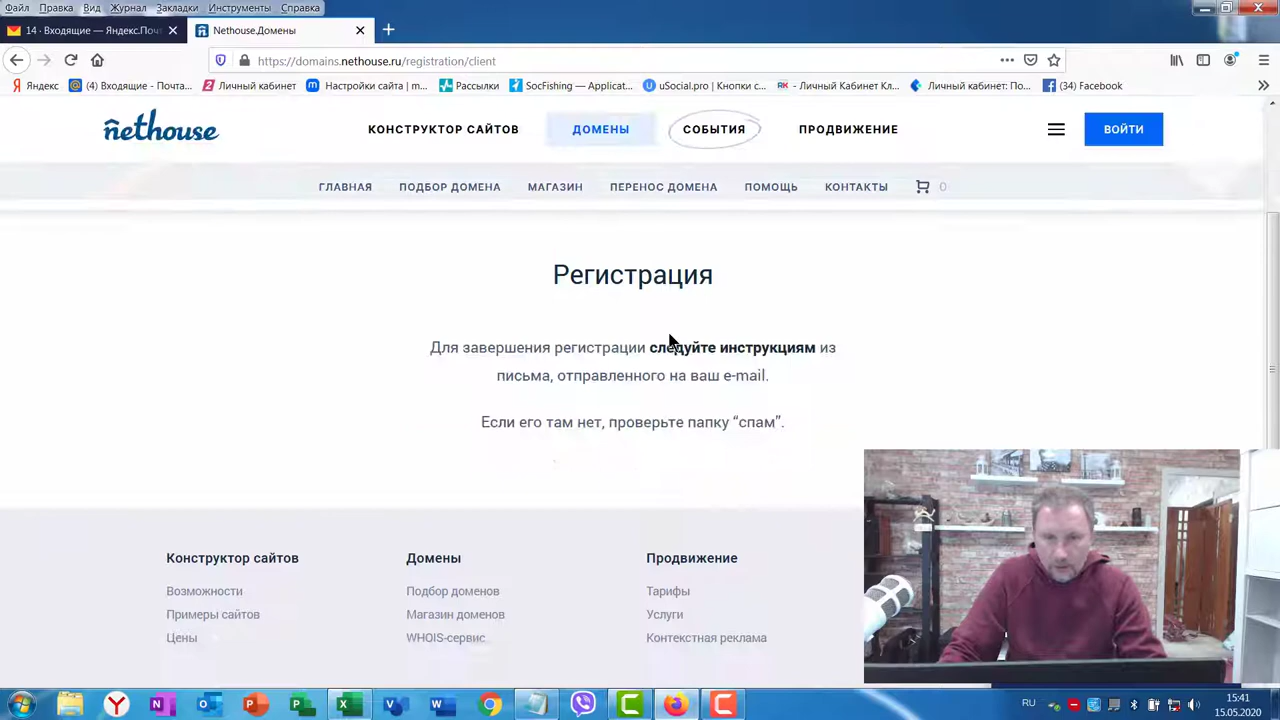 Файл Правка Вид Журнал Закладки Инструменты Справка
14 · Входящие — Яндекс.Почт
Nethouse.Домены
https://domains.nethouse.ru/registration/client
Яндекс
(4) Входящие - Почта...
Личный кабинет
Настройки сайта | m...
Рассылки
SocFishing — Applicat...
uSocial.pro | Кнопки с...
- Личный Кабинет Кл...
Личный кабинет: По...
(34) Facebook
nethouse
КОНСТРУКТОР САЙТОВ
ДОМЕНЫ
СОБЫТИЯ
ПРОДВИЖЕНИЕ
ВОЙТИ
ГЛАВНАЯ
ПОДБОР ДОМЕНА
МАГАЗИН
ПЕРЕНОС ДОМЕНА
ПОМОЩЬ
КОНТАКТЫ
0
Регистрация
Для завершения регистрации следуйте инструкциям из
письма, отправленного на ваш e-mail.
Если его там нет, проверьте папку “спам”.
Конструктор сайтов
Домены
Продвижение
Возможности
Подбор доменов
Тарифы
Примеры сайтов
Магазин доменов
Услуги
Цены
WHOIS-сервис
Контекстная реклама
RU
15:41
15.05.2020